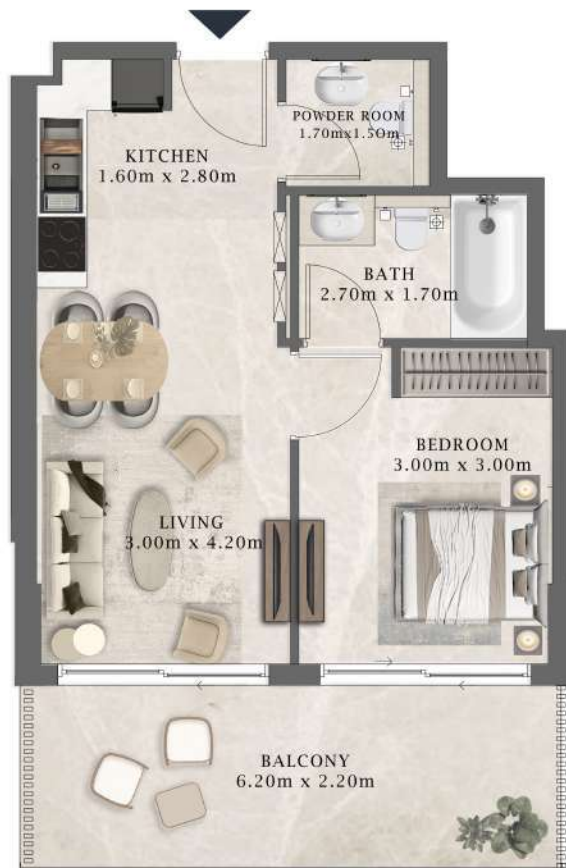 POWDER ROOM
1.70mx1.50m
KITCHEN
1.60m x 2.80m
BATH
2.70m x 1.70m
BEDROOM
3.00m x 3.00m
LIVING
3.00m x 4.20m
BALCONY
6.20m x 2.20m